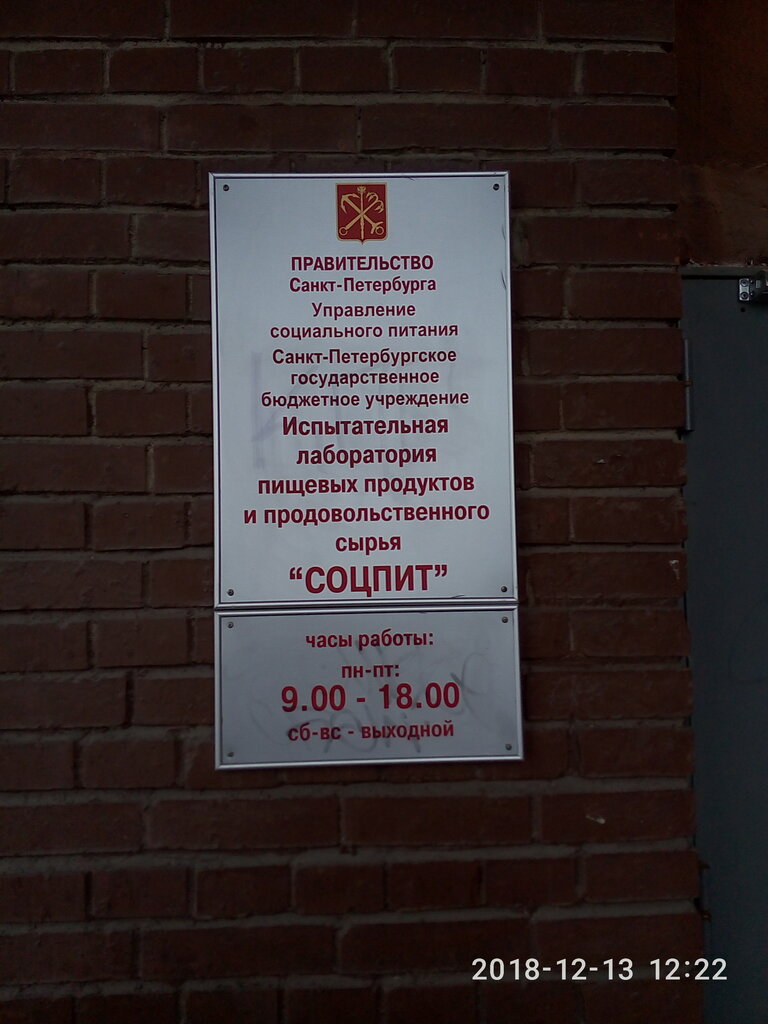 ПРАВИТЕЛЬСТВО
Санкт-Петербурга
Управление
социального питания
Санкт-Петербургское
государственное
бюджетное учреждение
Испытательная
лаборатория
пищевых продуктов
и продовольственного
сырья
“СОЦПИТ”
часы работы:
пн-пт:
9.00 - 18.00
сб-вс - выходной
2018-12-13 12:22